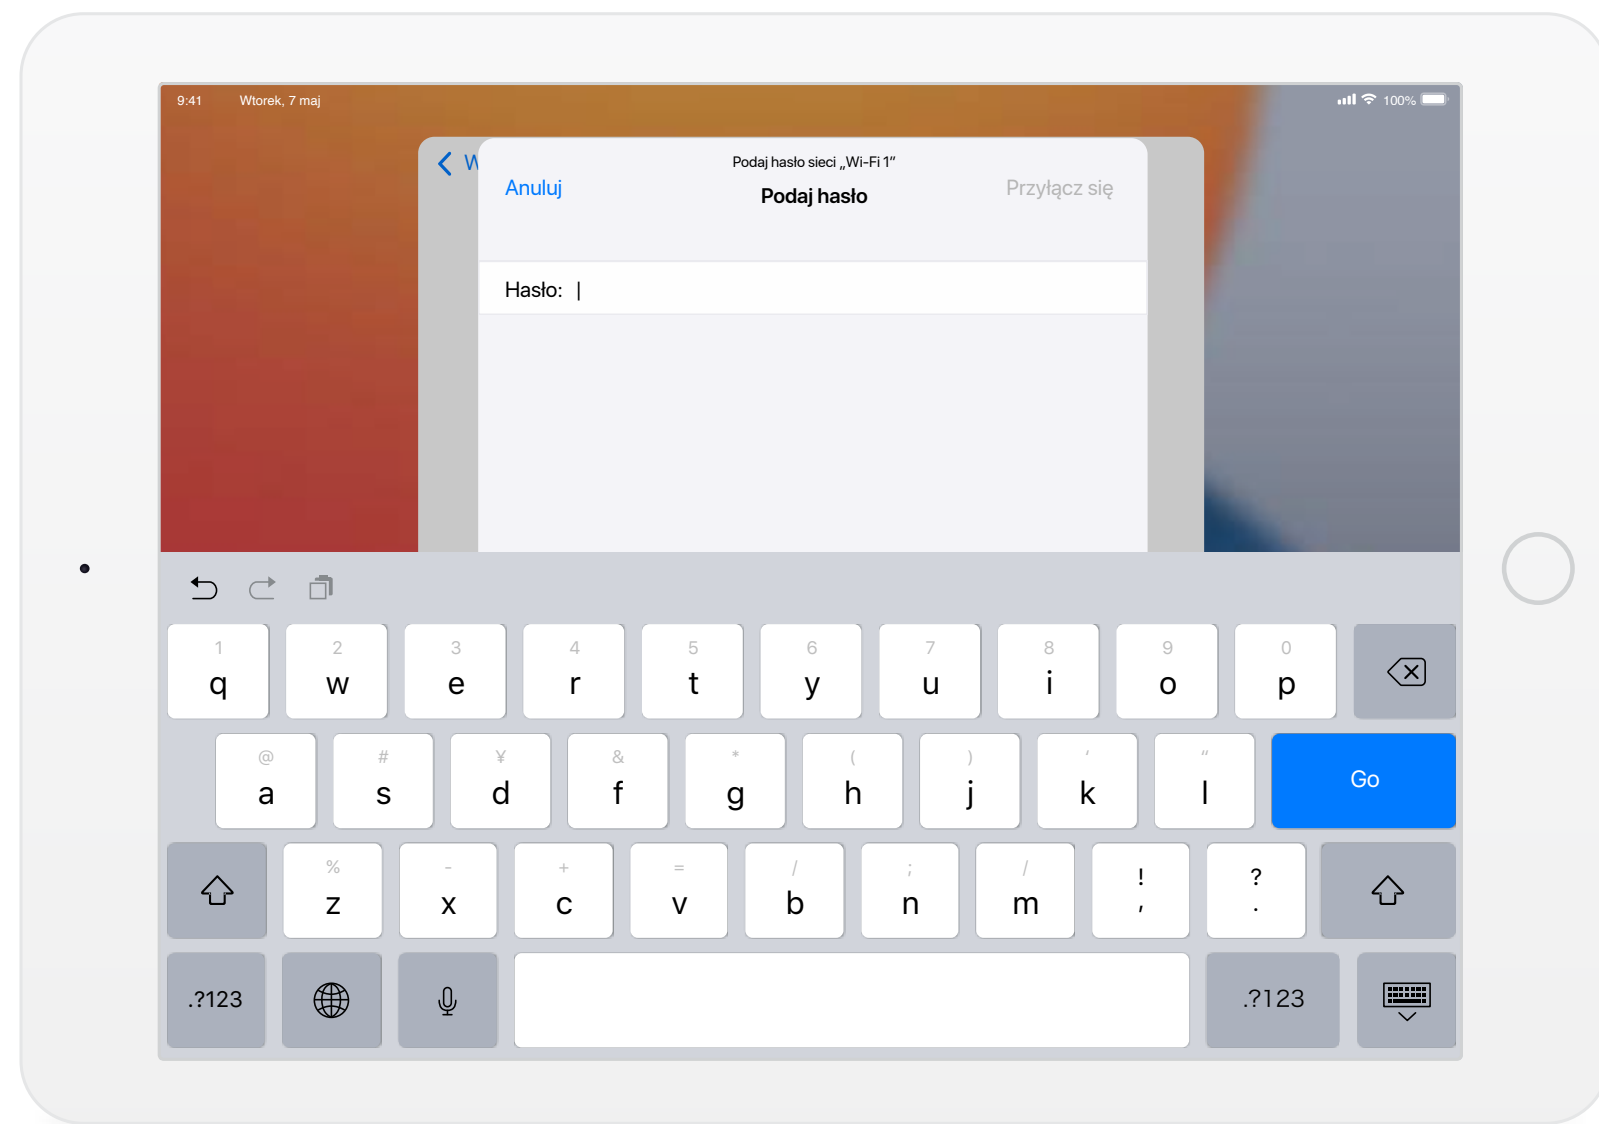 9:41 Wtorek, 7 maj 100%
W
Podaj hasło sieci „Wi-Fi 1”
Anuluj Podaj hasło Przyłącz się
Hasło: |
1 2 3 4 5 6 7 8 9 0
q w e r t y u i o p
@ # ¥ & * ( ) ‘ “
a s d f g h j k l Go
% - + = / ; / ! ?
z x c v b n m , .
.?123 .?123